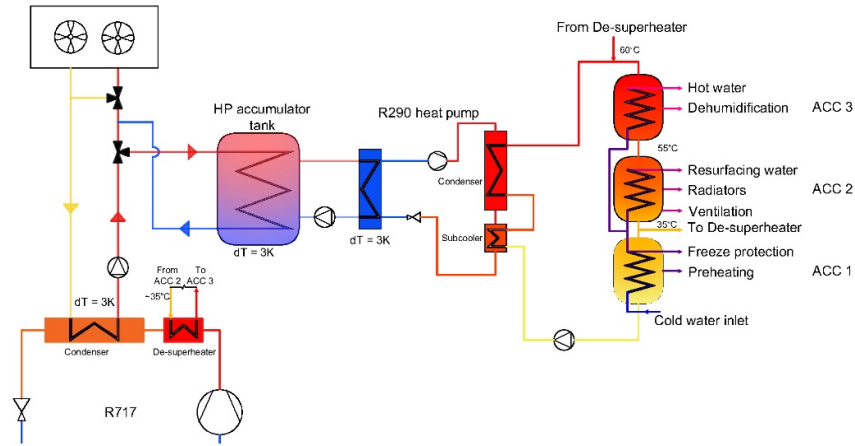 From De-superheater
60°C
HP accumulator
tank
R290 heat pump
Hot water
Dehumidification
ACC 3
Condenser
55°C
Resurfacing water
Radiators
ACC 2
Ventilation
Subcooler
35°C
To De-superheater
dT = 3K
dT = 3K
Freeze protection
From
ACC 2
To
ACC 3
~35°C
Preheating
ACC 1
dT = 3K
Cold water inlet
Condenser
De-superheater
R717